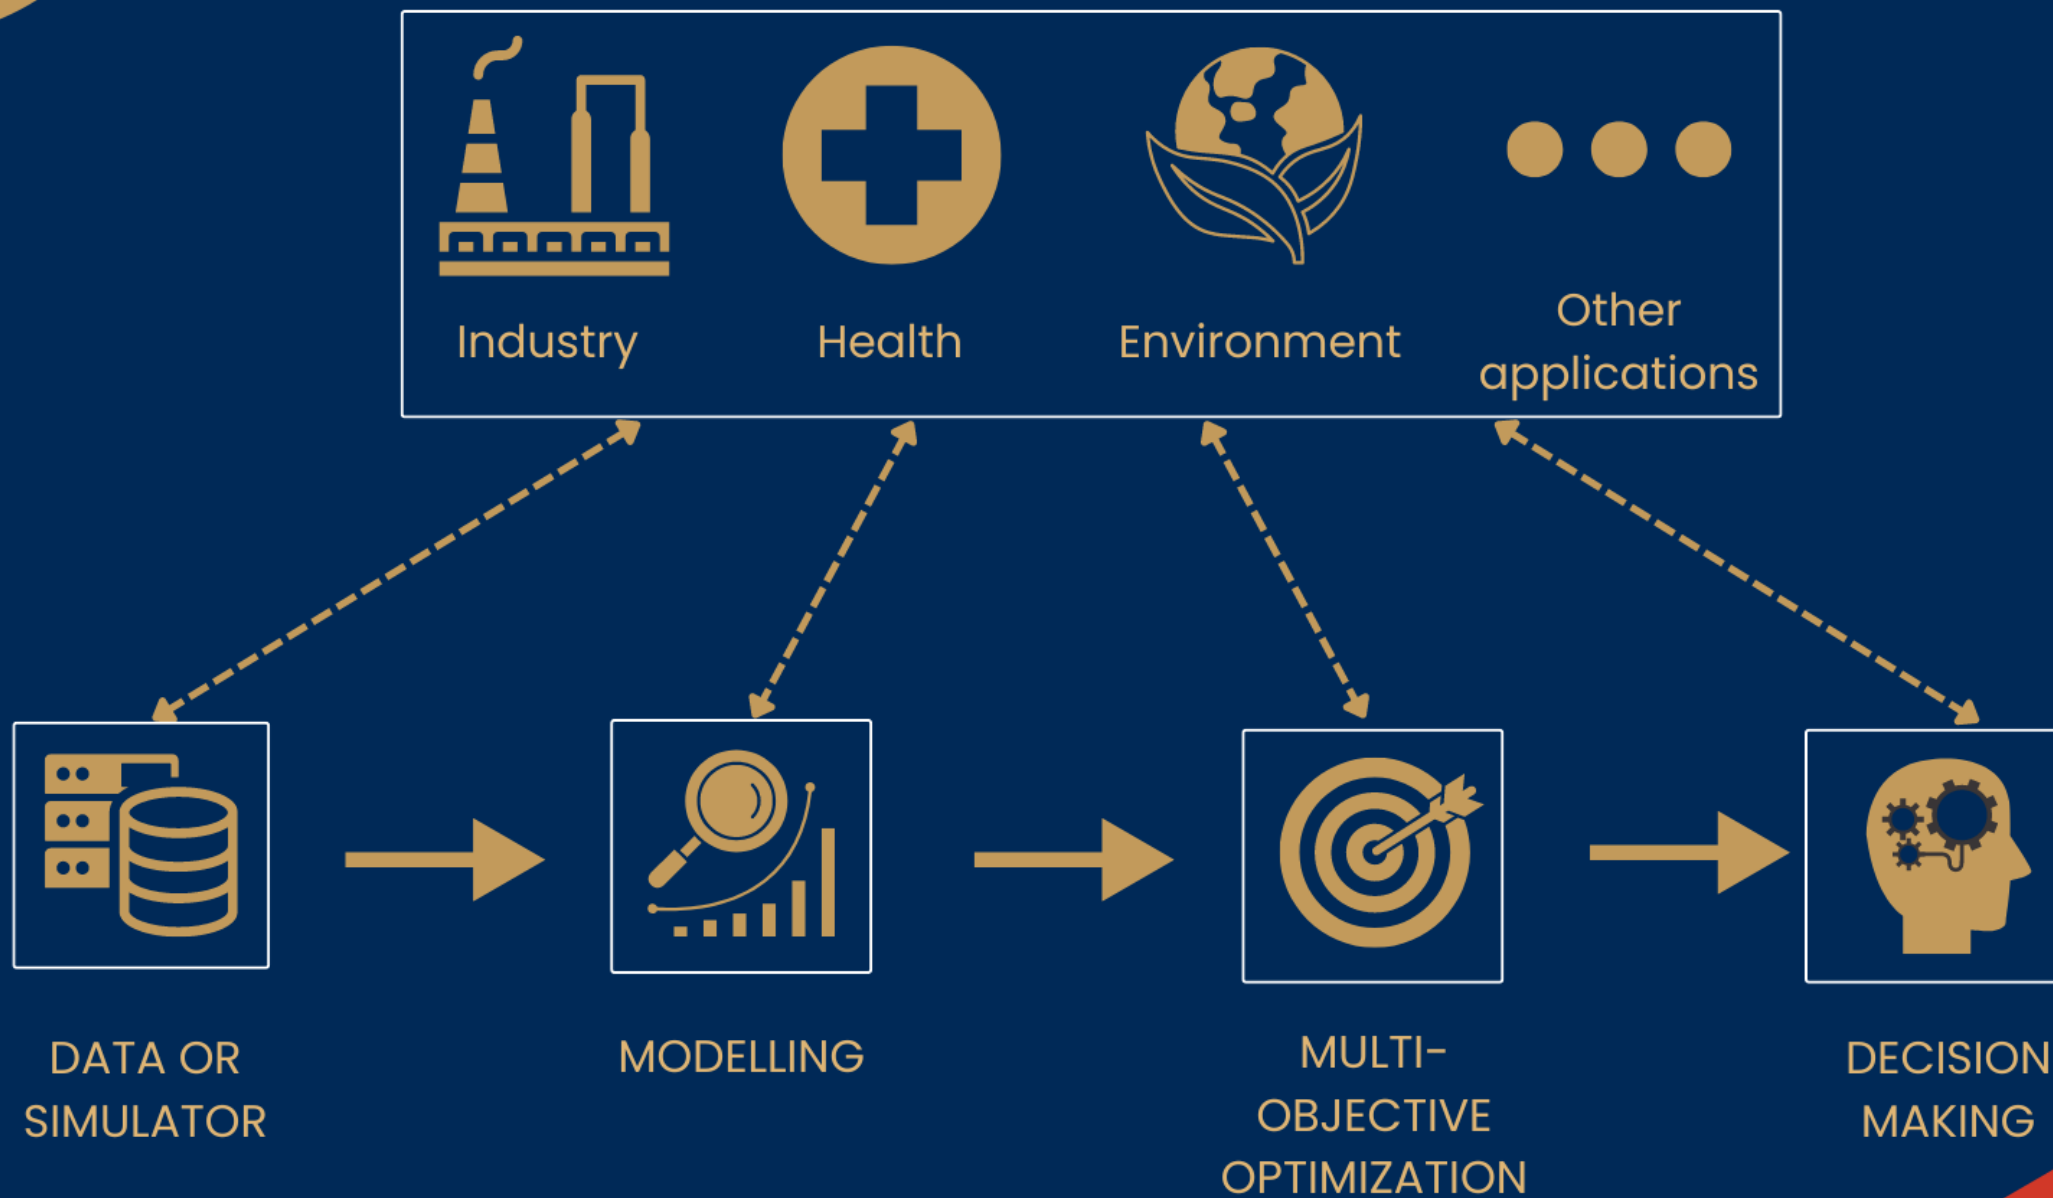 Industry
Health
Environment
Other
applications
DATA OR
SIMULATOR
MODELLING
MULTI-
OBJECTIVE
OPTIMIZATION
DECISION
MAKING